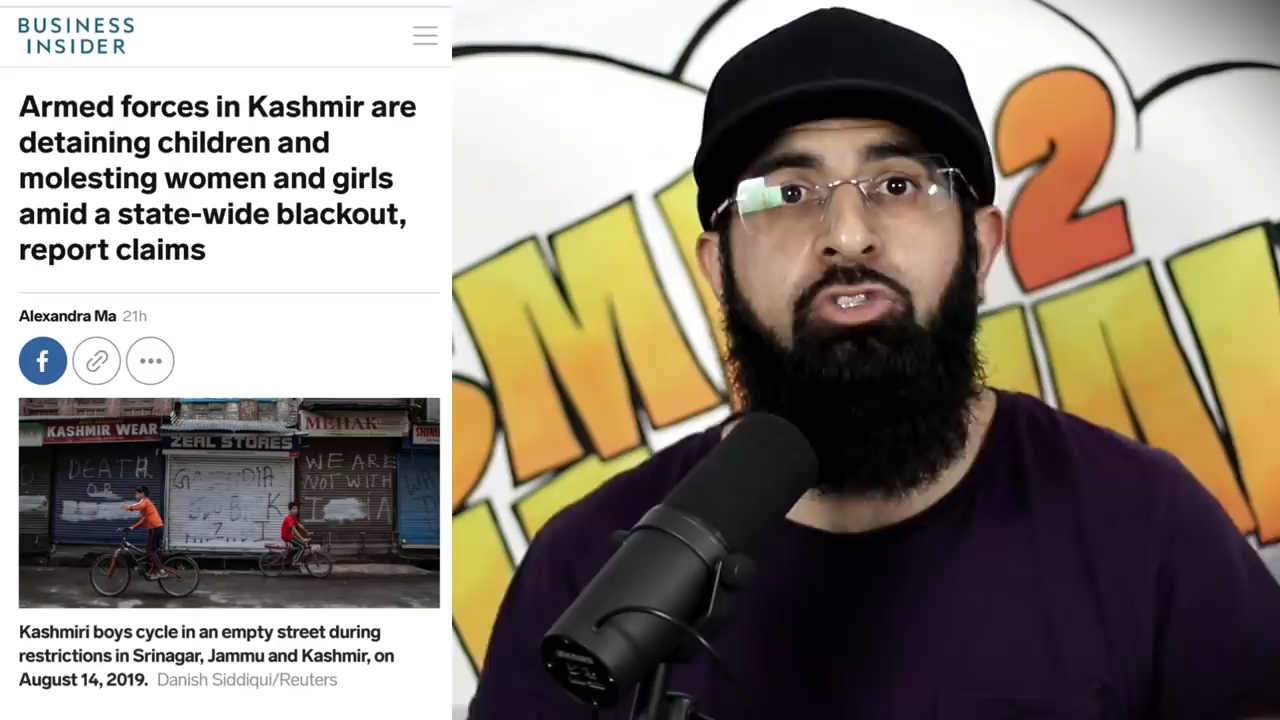 BUSINESS
INSIDER
Armed forces in Kashmir are
detaining children and
molesting women and girls
amid a state-wide blackout,
report claims
Alexandra Ma 21h
f
KASHMIR WEAR
ZEAL STORES
MEHAK
DEATH
OR
WE ARE
NOT WITH
Kashmiri boys cycle in an empty street during
restrictions in Srinagar, Jammu and Kashmir, on
August 14, 2019. Danish Siddiqui/Reuters
2